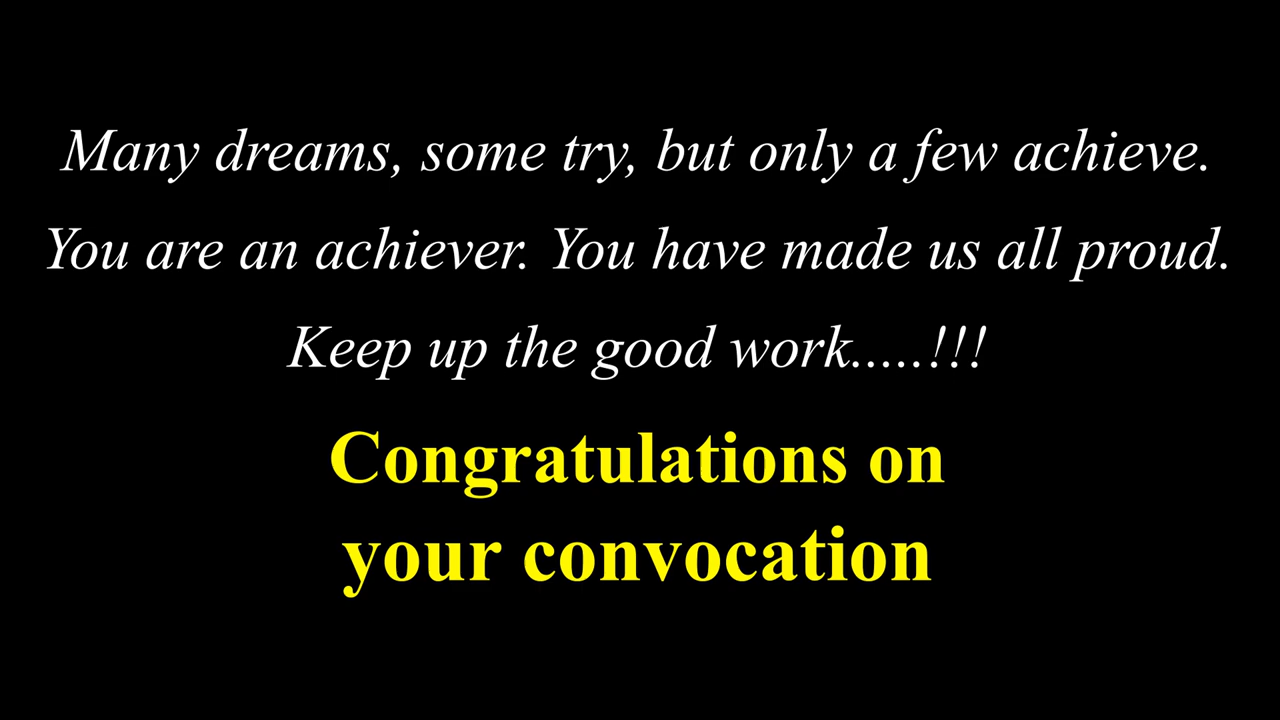 Many dreams, some try, but only a few achieve.
You are an achiever. You have made us all proud.
Keep up the good work.....!!!
Congratulations on
your convocation